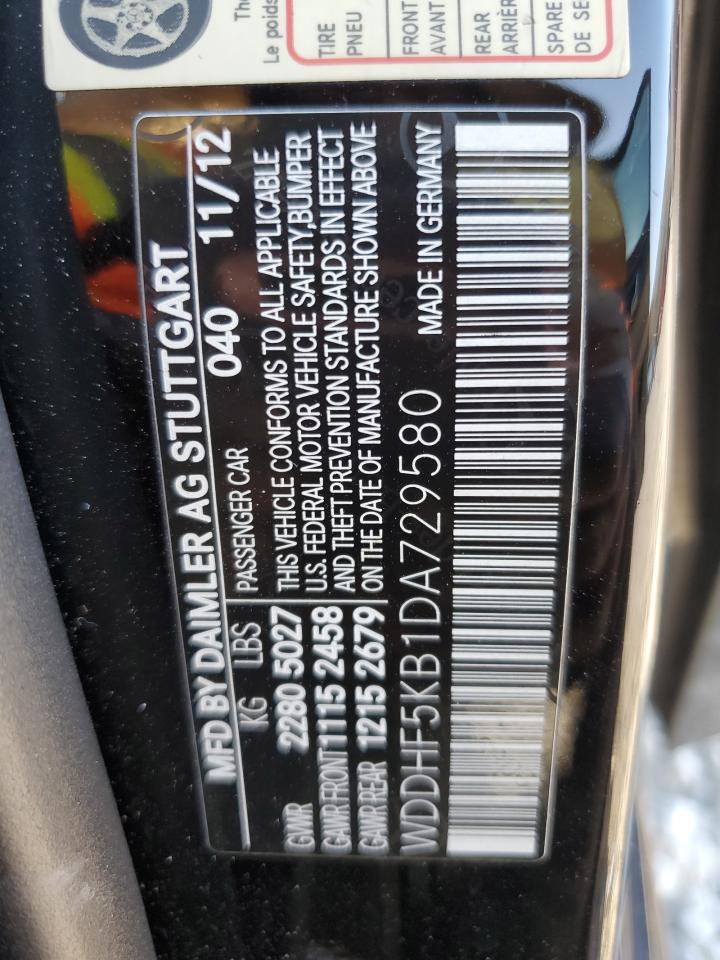 MFD BY DAIMLER AG STUTTGART
KG LBS 040 11/12
PASSENGER CAR
GVWR 2280 5027 THIS VEHICLE CONFORMS TO ALL APPLICABLE
U.S. FEDERAL MOTOR VEHICLE SAFETY,BUMPER
GAWR FRONT 1115 2458 AND THEFT PREVENTION STANDARDS IN EFFECT
GAWR REAR 1215 2679 ON THE DATE OF MANUFACTURE SHOWN ABOVE
WDDHF5KB1DA729580 MADE IN GERMANY
Le poids
TIRE
PNEU
FRONT
AVANT
REAR
ARRIÈR
SPARE
DE SE